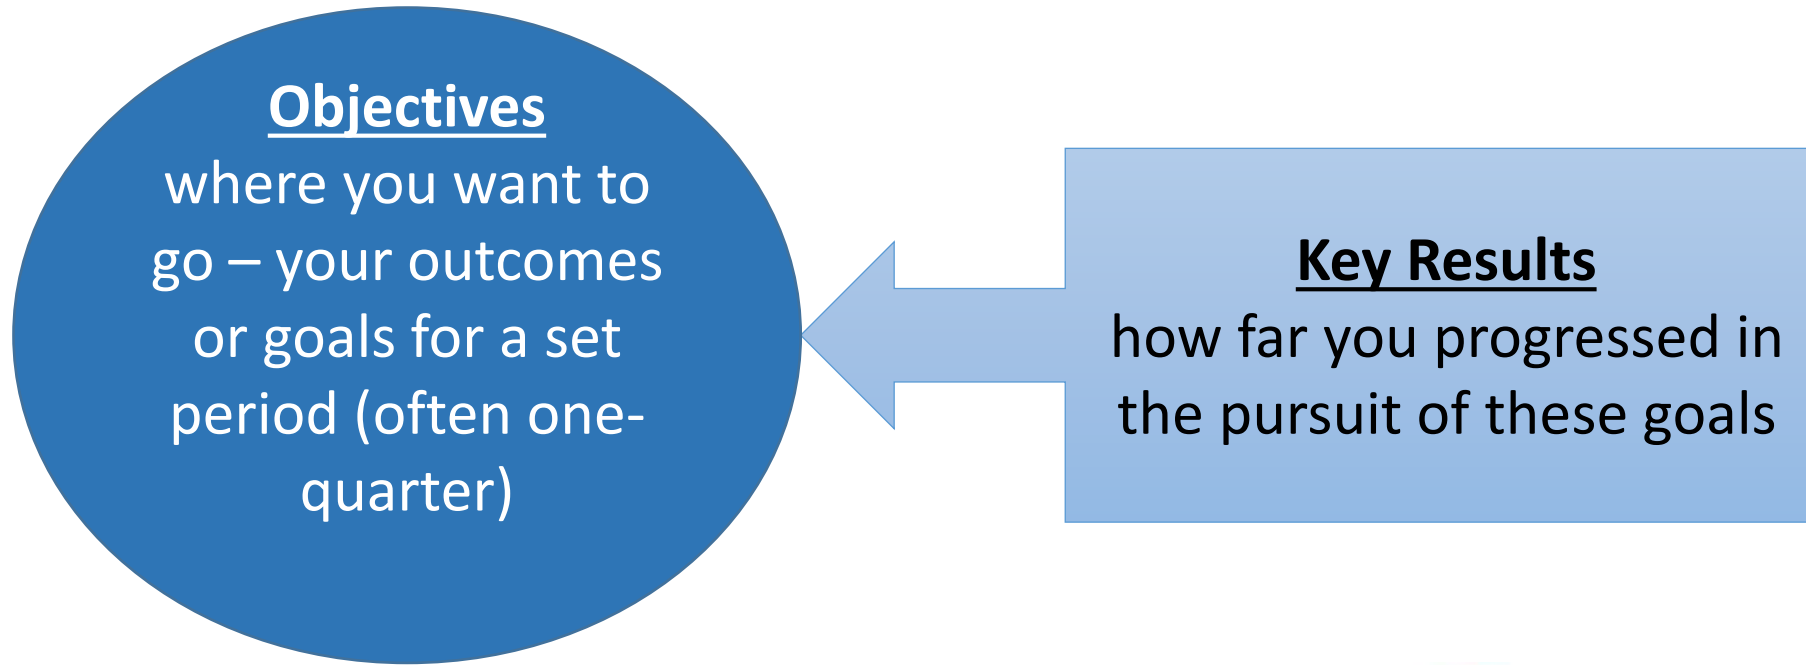 Objectives
where you want to
go – your outcomes
or goals for a set
period (often one-
quarter)
Key Results
how far you progressed in
the pursuit of these goals